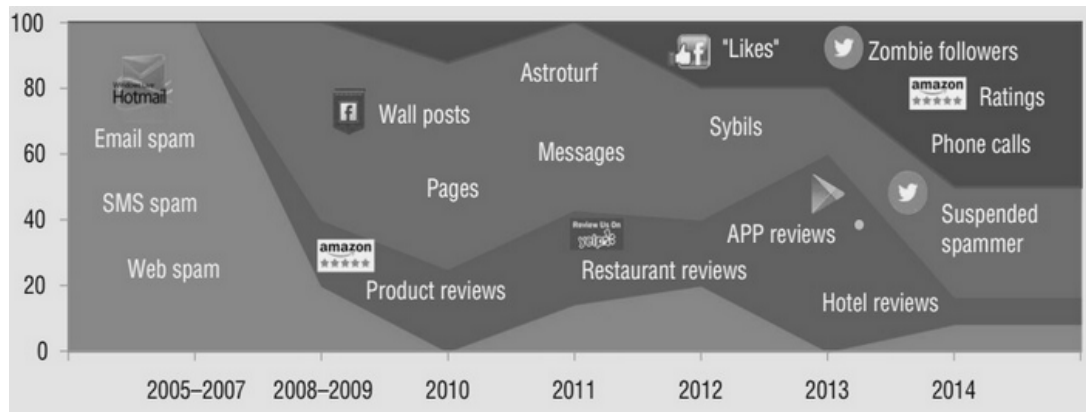 100
80
60
40
20
0
Hotmail
Email spam
SMS spam
Web spam
Wall posts
Pages
amazon
Product reviews
Astroturf
Messages
Review Us On
yelp
Restaurant reviews
"Likes"
Sybils
APP reviews
Zombie followers
amazon
Ratings
Phone calls
Suspended
spammer
Hotel reviews
2005–2007
2008–2009
2010
2011
2012
2013
2014